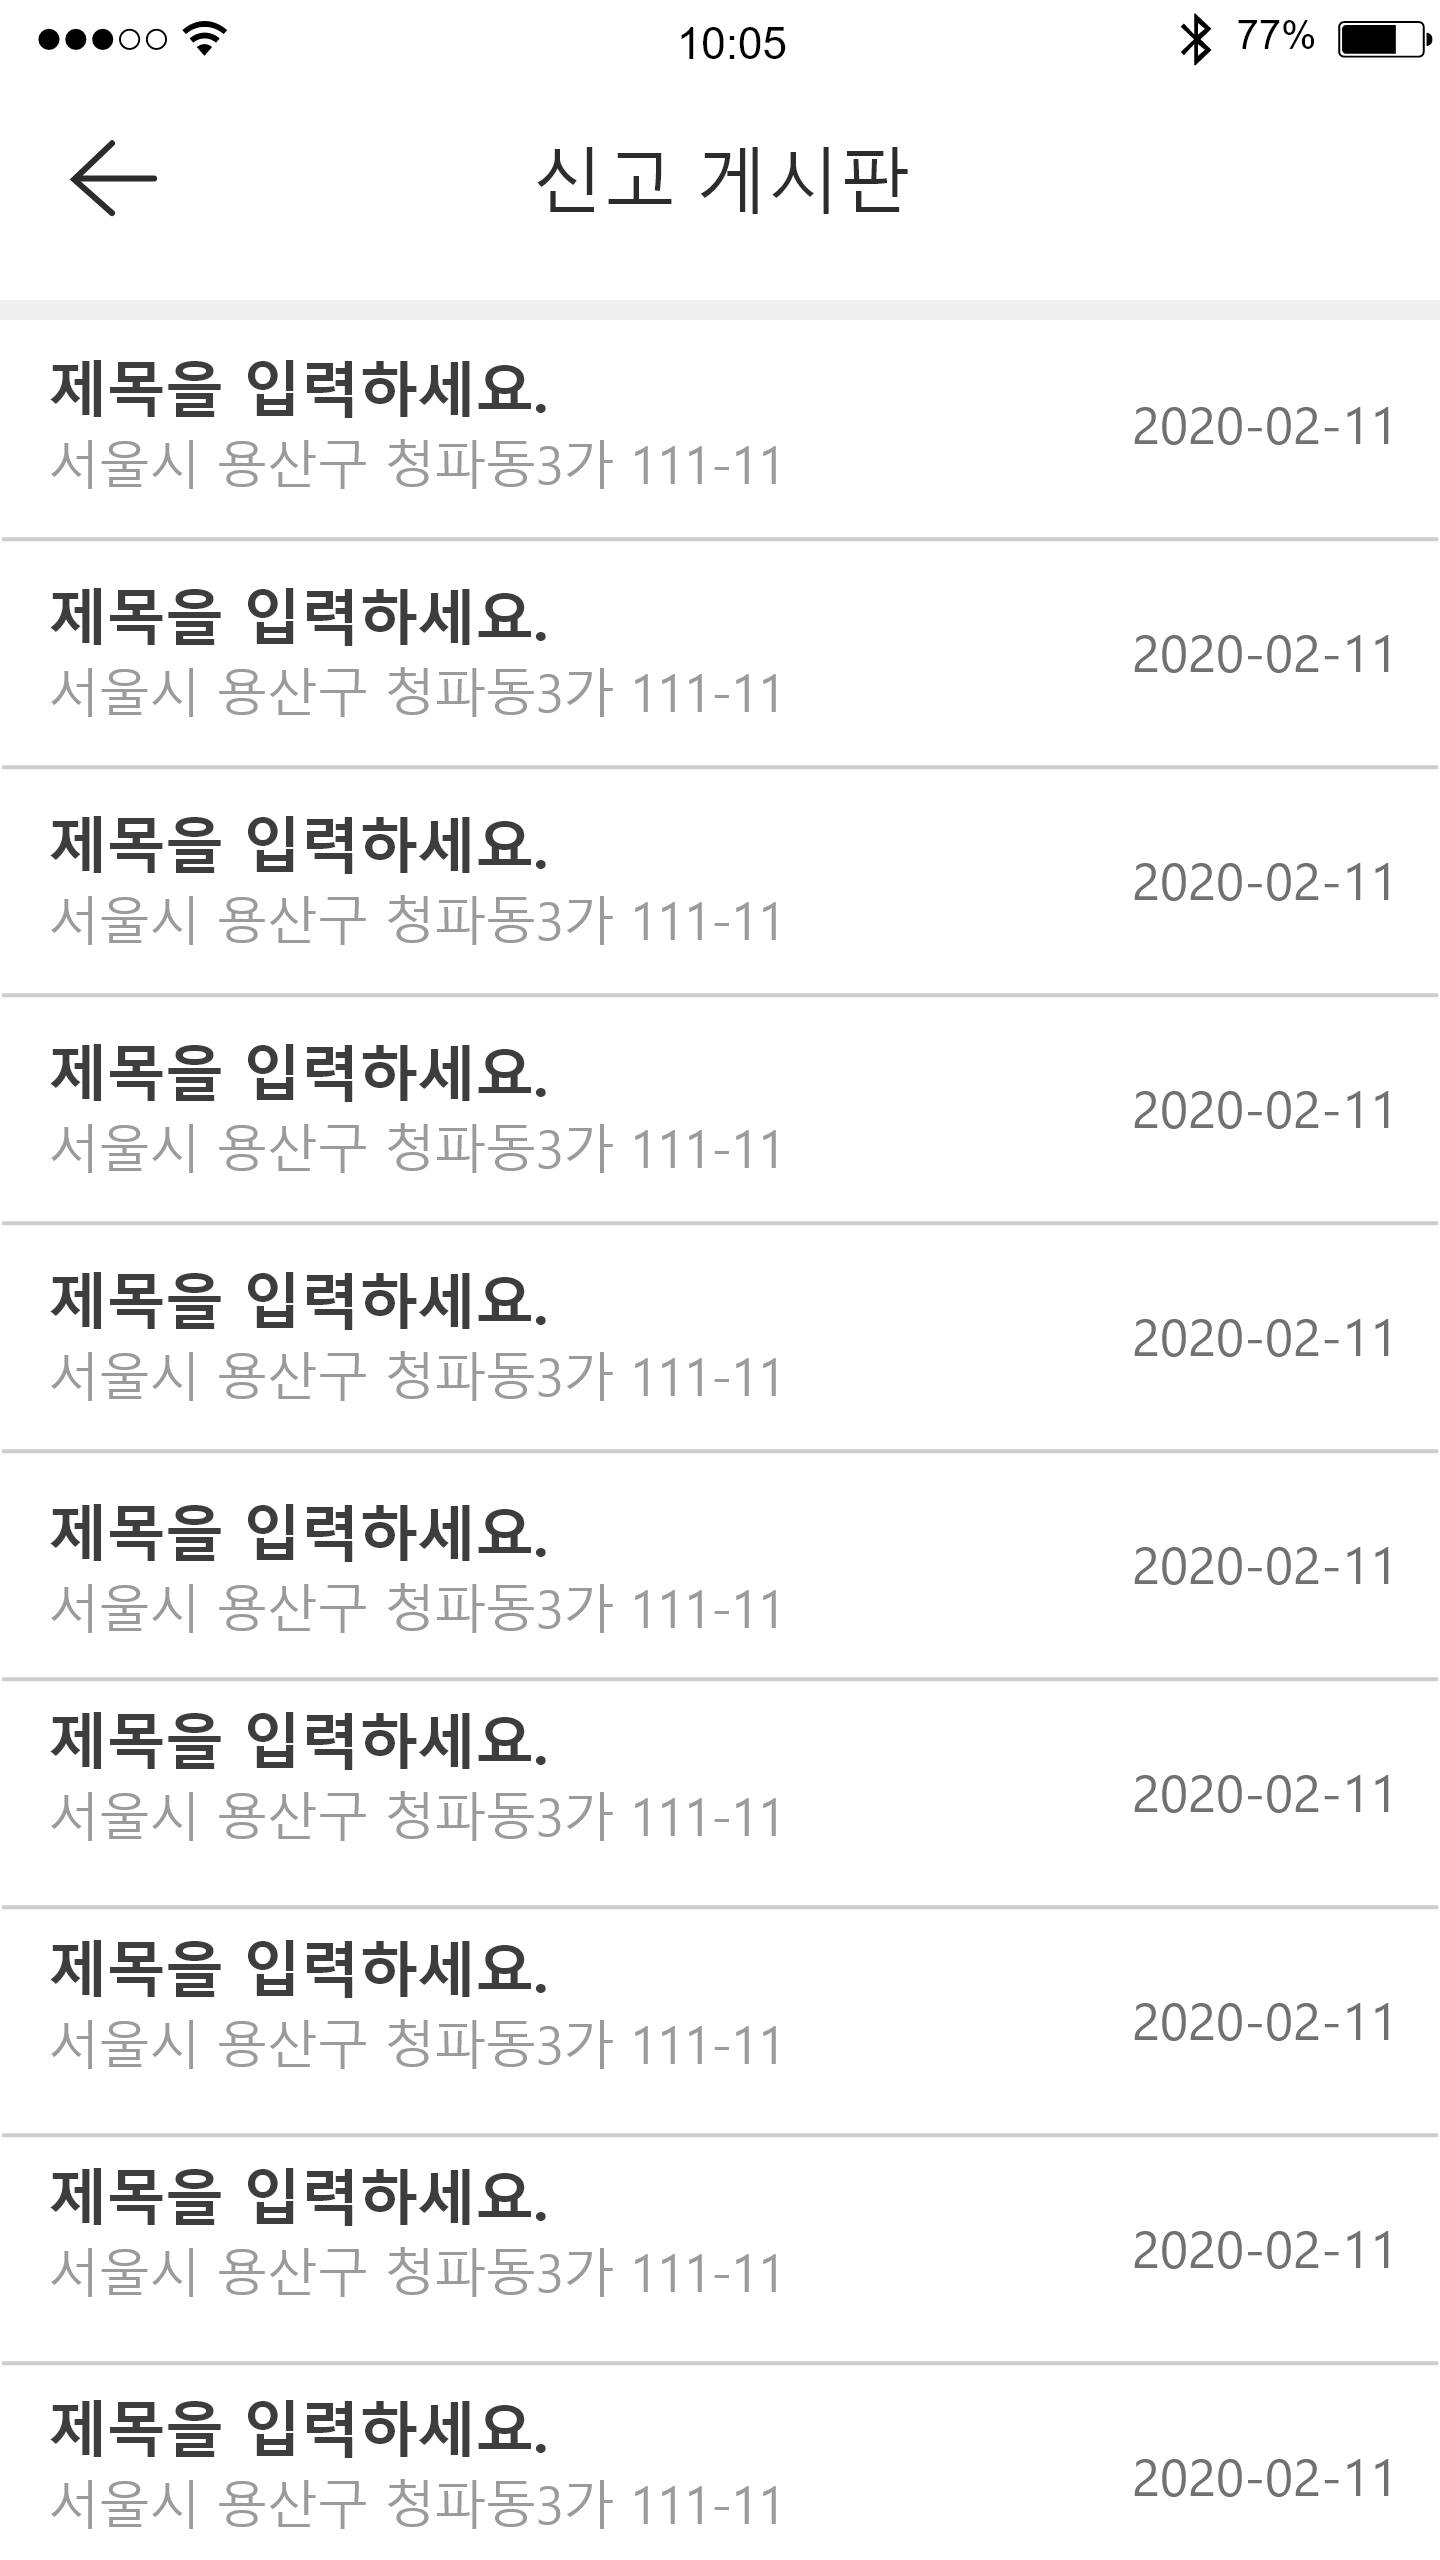 10:05 77%
신고 게시판
제목을 입력하세요.
서울시 용산구 청파동3가 111-11
2020-02-11
제목을 입력하세요.
서울시 용산구 청파동3가 111-11
2020-02-11
제목을 입력하세요.
서울시 용산구 청파동3가 111-11
2020-02-11
제목을 입력하세요.
서울시 용산구 청파동3가 111-11
2020-02-11
제목을 입력하세요.
서울시 용산구 청파동3가 111-11
2020-02-11
제목을 입력하세요.
서울시 용산구 청파동3가 111-11
2020-02-11
제목을 입력하세요.
서울시 용산구 청파동3가 111-11
2020-02-11
제목을 입력하세요.
서울시 용산구 청파동3가 111-11
2020-02-11
제목을 입력하세요.
서울시 용산구 청파동3가 111-11
2020-02-11
제목을 입력하세요.
서울시 용산구 청파동3가 111-11
2020-02-11